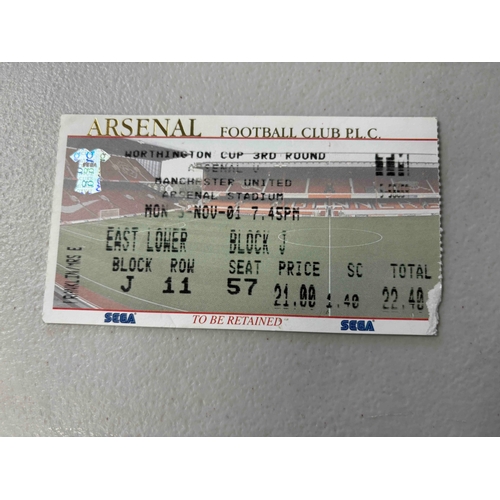 ARSENAL FOOTBALL CLUB P.L.C.
WORTHINGTON CUP 3RD ROUND
ARSENAL V
MANCHESTER UNITED
ARSENAL STADIUM
MON 5 NOV-01 7.45PM
EAST LOWER BLOCK J
BLOCK ROW SEAT PRICE SC TOTAL
J 11 57 21.00 1.40 22.40
FRANKLIN/MRS E
SEGA TO BE RETAINED SEGA